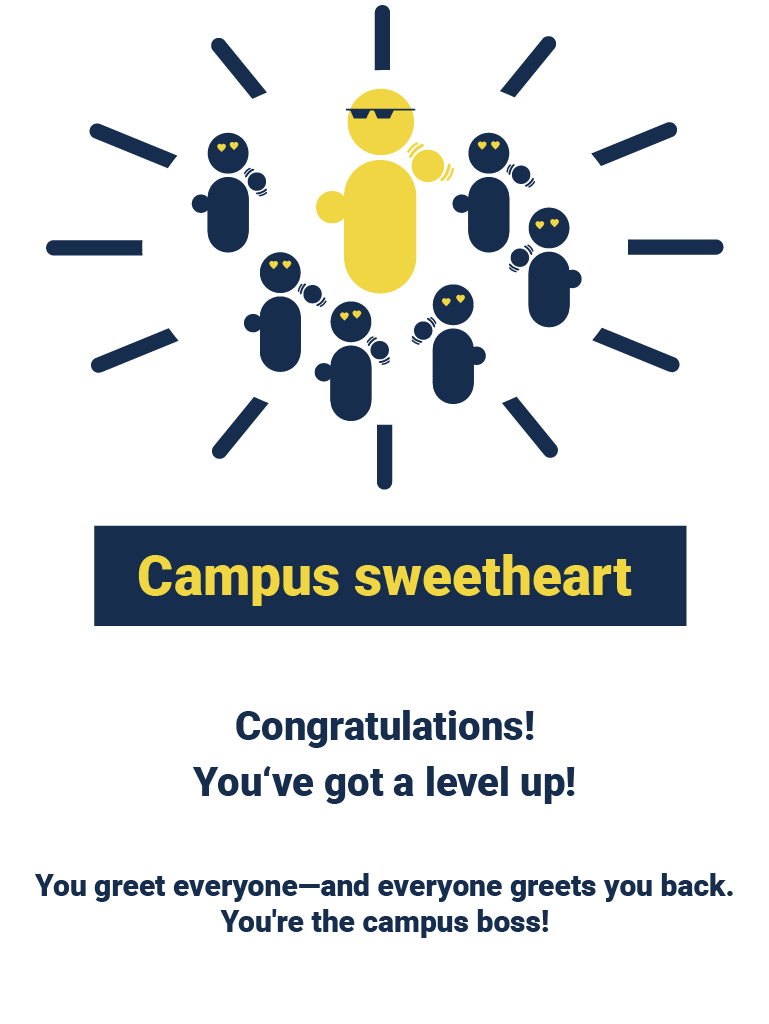 Campus sweetheart
Congratulations!
You‘ve got a level up!
You greet everyone—and everyone greets you back.
You're the campus boss!